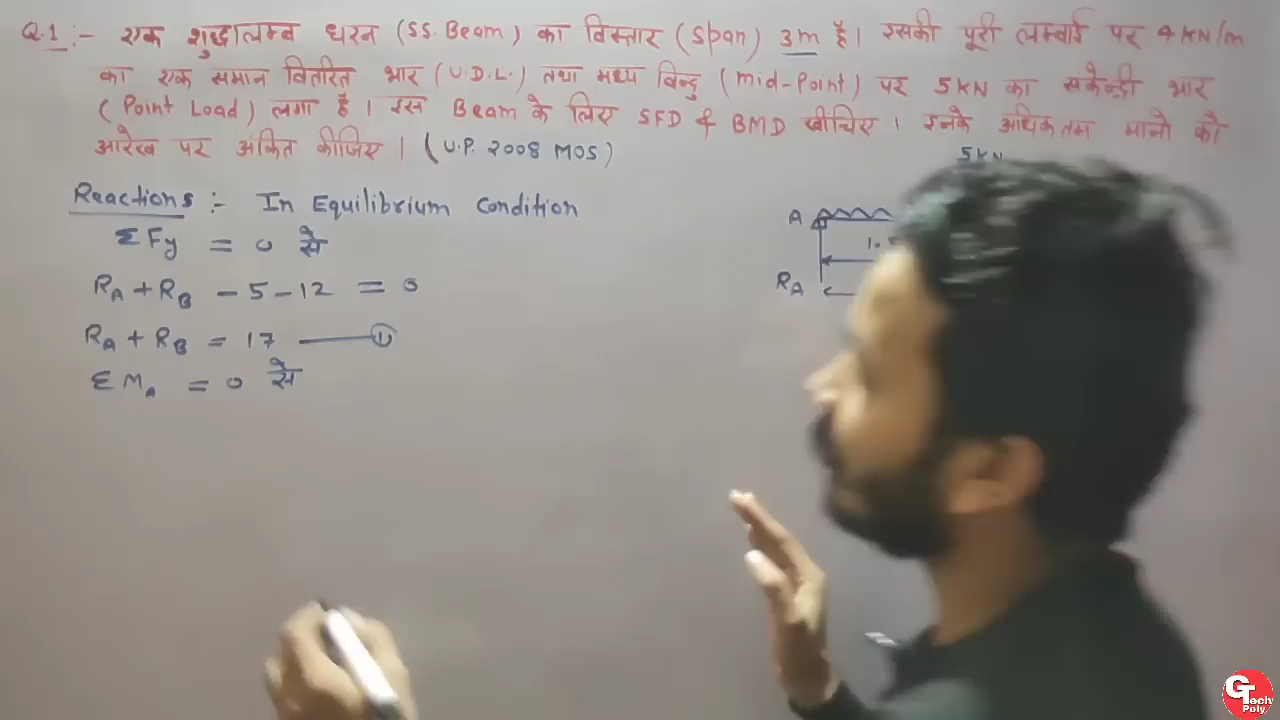 Q.1 :- एक शुद्धालम्ब धरन (S.S. Beam) का विस्तार (Span) 3m है। इसकी पूरी लम्बाई पर 4 KN/m
का एक समान वितरित भार (U.D.L.) तथा मध्य बिन्दु (mid-Point) पर 5KN का संकेन्द्री भार
(Point Load) लगा है। इस Beam के लिए SFD & BMD खींचिए। इनके अधिकतम मानो को
आरेख पर अंकित कीजिए। (U.P. 2008 MOS)
5 KN
Reactions :- In Equilibrium Condition
A
ΣFy = 0 से
RA + RB - 5 - 12 = 0
RA
RA + RB = 17 ——— ①
ΣMA = 0 से
GTech
Poly